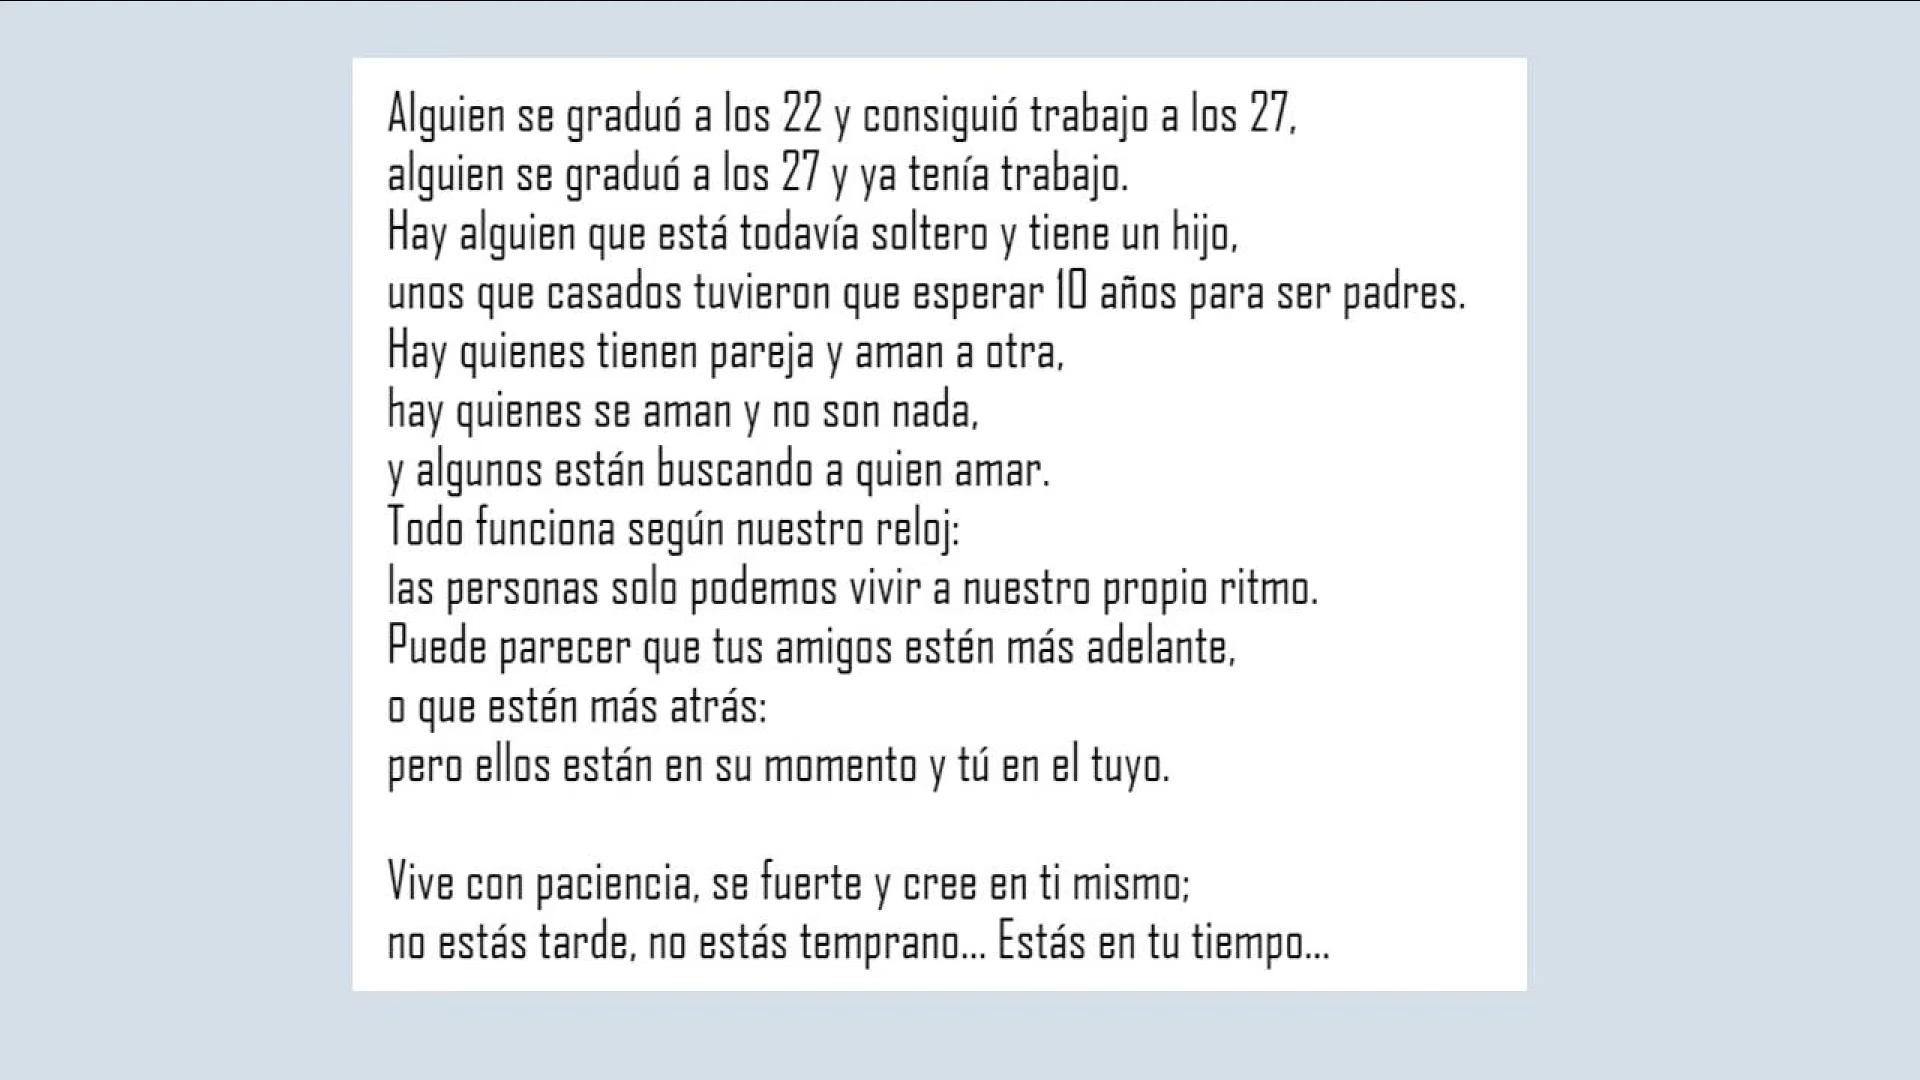 Alguien se graduó a los 22 y consiguió trabajo a los 27,
alguien se graduó a los 27 y ya tenía trabajo.
Hay alguien que está todavía soltero y tiene un hijo,
unos que casados tuvieron que esperar 10 años para ser padres.
Hay quienes tienen pareja y aman a otra,
hay quienes se aman y no son nada,
y algunos están buscando a quien amar.
Todo funciona según nuestro reloj:
las personas solo podemos vivir a nuestro propio ritmo.
Puede parecer que tus amigos estén más adelante,
o que estén más atrás:
pero ellos están en su momento y tú en el tuyo.
Vive con paciencia, se fuerte y cree en ti mismo;
no estás tarde, no estás temprano... Estás en tu tiempo...